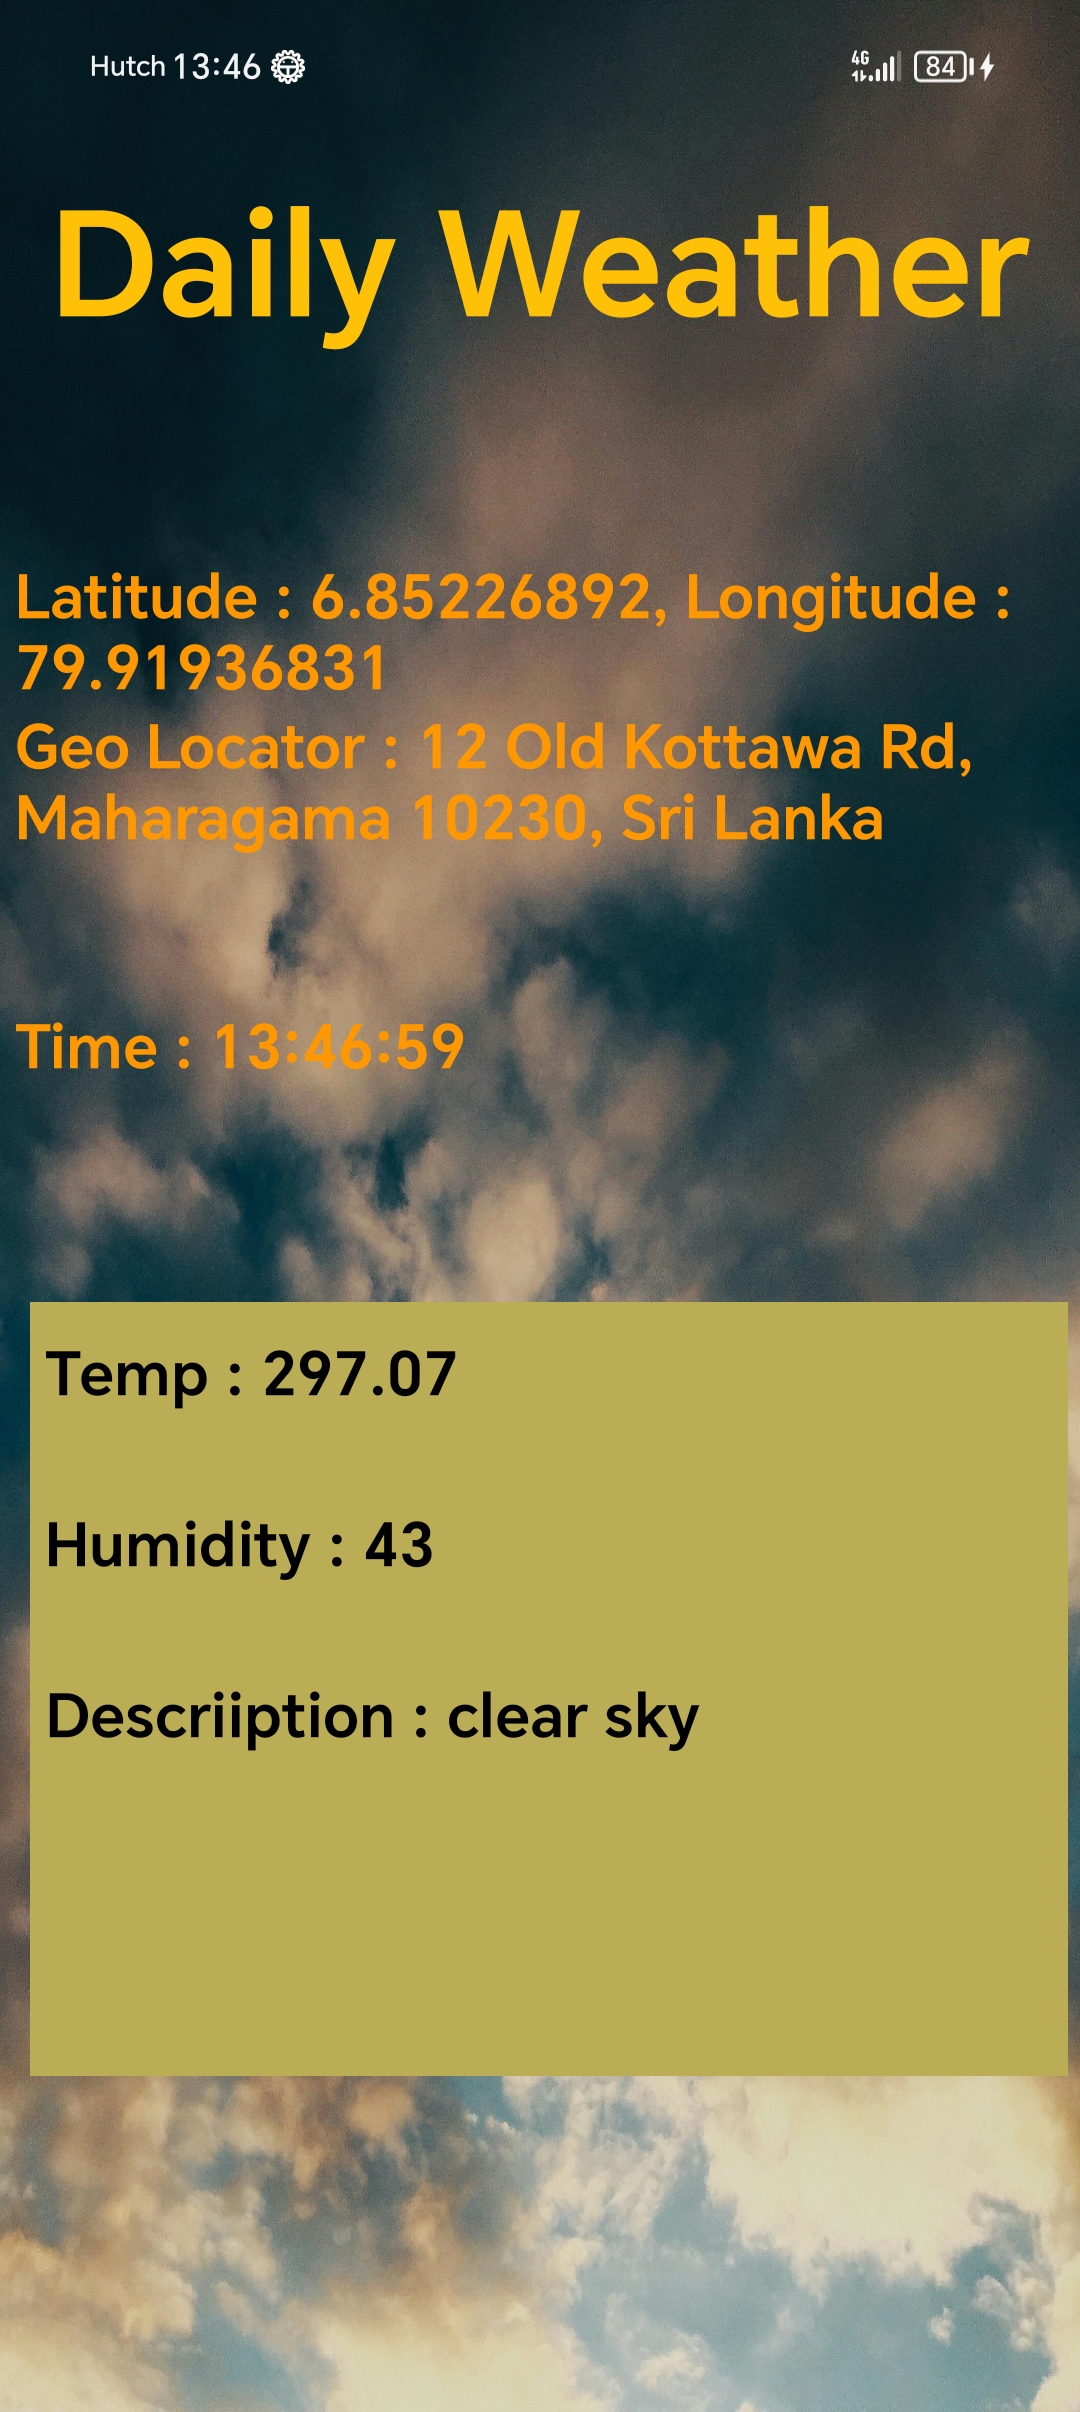 Hutch 13:46 4G 84
Daily Weather
Latitude : 6.85226892, Longitude :
79.91936831
Geo Locator : 12 Old Kottawa Rd,
Maharagama 10230, Sri Lanka
Time : 13:46:59
Temp : 297.07
Humidity : 43
Descriiption : clear sky